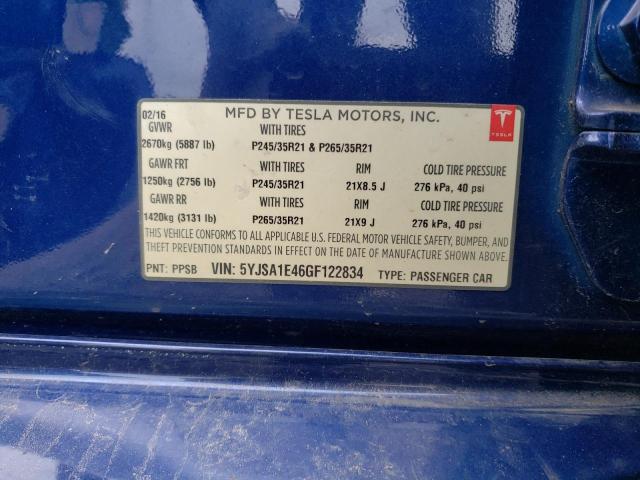 02/16 MFD BY TESLA MOTORS, INC.
TESLA
GVWR WITH TIRES
2670kg (5887 lb) P245/35R21 & P265/35R21
GAWR FRT WITH TIRES RIM COLD TIRE PRESSURE
1250kg (2756 lb) P245/35R21 21X8.5 J 276 kPa, 40 psi
GAWR RR WITH TIRES RIM COLD TIRE PRESSURE
1420kg (3131 lb) P265/35R21 21X9 J 276 kPa, 40 psi
THIS VEHICLE CONFORMS TO ALL APPLICABLE U.S. FEDERAL MOTOR VEHICLE SAFETY, BUMPER, AND
THEFT PREVENTION STANDARDS IN EFFECT ON THE DATE OF MANUFACTURE SHOWN ABOVE.
PNT: PPSB VIN: 5YJSA1E46GF122834 TYPE: PASSENGER CAR